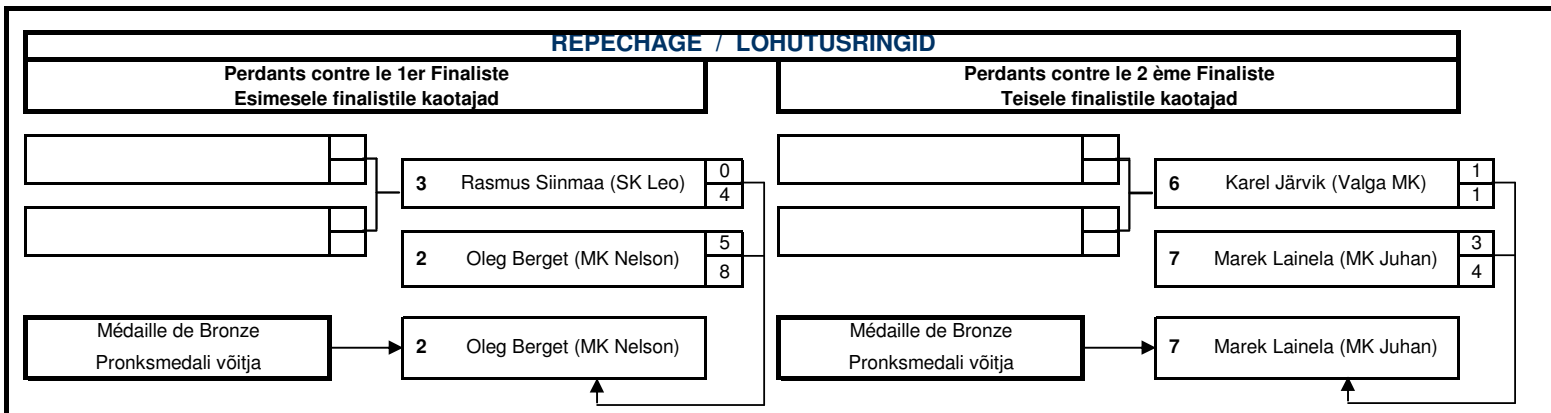 REPECHAGE / LOHUTUSRINGID
Perdants contre le 1er Finaliste
Esimesele finalistile kaotajad
Perdants contre le 2 ème Finaliste
Teisele finalistile kaotajad
3 Rasmus Siinmaa (SK Leo) 0
4
2 Oleg Berget (MK Nelson) 5
8
Médaille de Bronze
Pronksmedali võitja
2 Oleg Berget (MK Nelson)
6 Karel Järvik (Valga MK) 1
1
7 Marek Lainela (MK Juhan) 3
4
Médaille de Bronze
Pronksmedali võitja
7 Marek Lainela (MK Juhan)